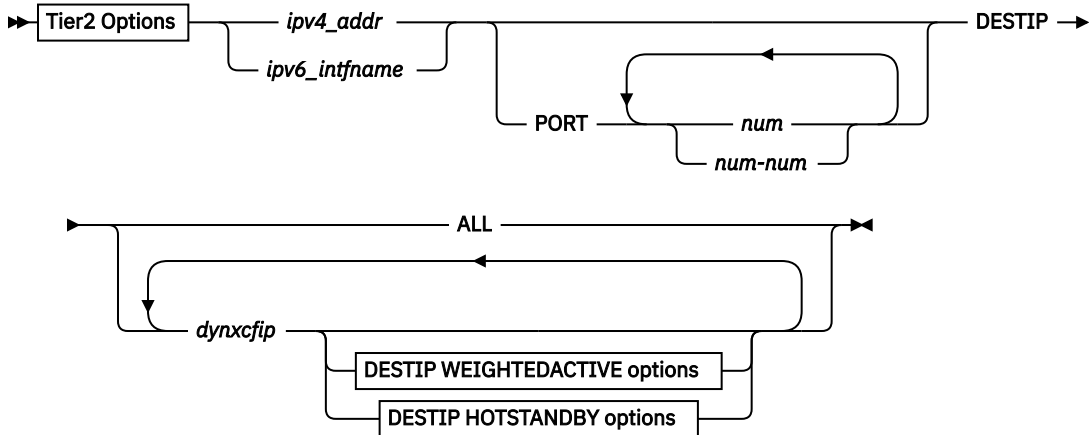 Tier2 Options ipv4_addr DESTIP
ipv6_intfname
PORT num
num-num
ALL
dynxcfip
DESTIP WEIGHTEDACTIVE options
DESTIP HOTSTANDBY options